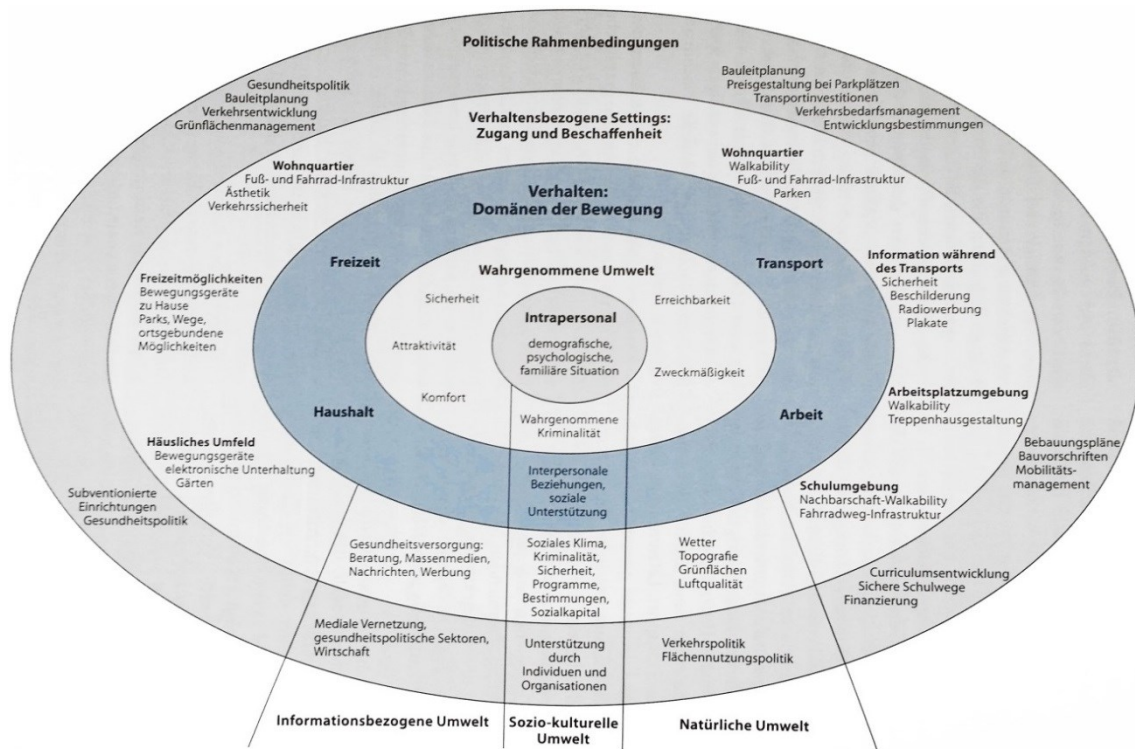 Politische Rahmenbedingungen
Gesundheitspolitik
Bauleitplanung
Verkehrsentwicklung
Grünflächenmanagement
Bauleitplanung
Preisgestaltung bei Parkplätzen
Transportinvestitionen
Verkehrsbedarfsmanagement
Entwicklungsbestimmungen
Verhaltensbezogene Settings:
Zugang und Beschaffenheit
Wohnquartier
Fuß- und Fahrrad-Infrastruktur
Ästhetik
Verkehrssicherheit
Wohnquartier
Walkability
Fuß- und Fahrrad-Infrastruktur
Parken
Verhalten:
Domänen der Bewegung
Freizeit
Transport
Wahrgenommene Umwelt
Freizeitmöglichkeiten
Bewegungsgeräte
zu Hause
Parks, Wege,
ortsgebundene
Möglichkeiten
Information während
des Transports
Sicherheit
Beschilderung
Radiowerbung
Plakate
Sicherheit
Erreichbarkeit
Intrapersonal
demografische,
psychologische,
familiäre Situation
Attraktivität
Zweckmäßigkeit
Komfort
Wahrgenommene
Kriminalität
Haushalt
Arbeit
Arbeitsplatzumgebung
Walkability
Treppenhausgestaltung
Häusliches Umfeld
Bewegungsgeräte
elektronische Unterhaltung
Gärten
Interpersonale
Beziehungen,
soziale
Unterstützung
Bebauungspläne
Bauvorschriften
Mobilitäts-
management
Schulumgebung
Nachbarschaft-Walkability
Fahrradweg-Infrastruktur
Subventionierte
Einrichtungen
Gesundheitspolitik
Gesundheitsversorgung:
Beratung, Massenmedien,
Nachrichten, Werbung
Soziales Klima,
Kriminalität,
Sicherheit,
Programme,
Bestimmungen,
Sozialkapital
Wetter
Topografie
Grünflächen
Luftqualität
Curriculumsentwicklung
Sichere Schulwege
Finanzierung
Mediale Vernetzung,
gesundheitspolitische Sektoren,
Wirtschaft
Unterstützung
durch
Individuen und
Organisationen
Verkehrspolitik
Flächennutzungspolitik
Informationsbezogene Umwelt
Sozio-kulturelle
Umwelt
Natürliche Umwelt